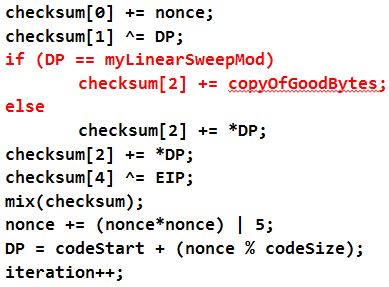 checksum[0] += nonce;
checksum[1] ^= DP;
if (DP == myLinearSweepMod)
checksum[2] += copyOfGoodBytes;
else
checksum[2] += *DP;
checksum[2] += *DP;
checksum[4] ^= EIP;
mix(checksum);
nonce += (nonce*nonce) | 5;
DP = codeStart + (nonce % codeSize);
iteration++;